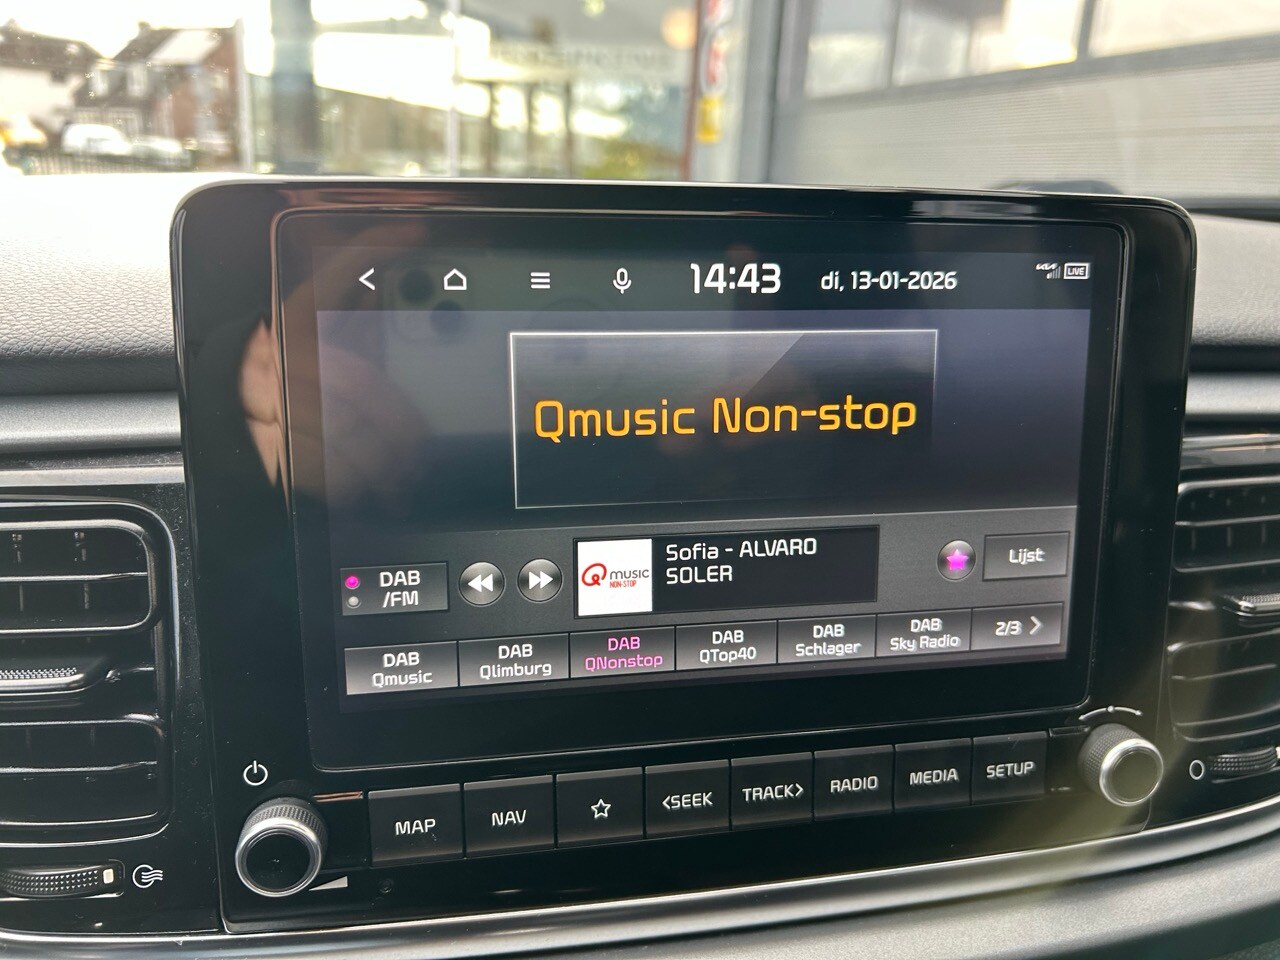 14:43 di, 13-01-2026 KIA LIVE
Qmusic Non-stop
DAB
/FM
Q music
NON-STOP
Sofia - ALVARO
SOLER
Lijst
DAB
Qmusic
DAB
Qlimburg
DAB
QNonstop
DAB
QTop40
DAB
Schlager
DAB
Sky Radio
2/3 >
MAP NAV <SEEK TRACK> RADIO MEDIA SETUP